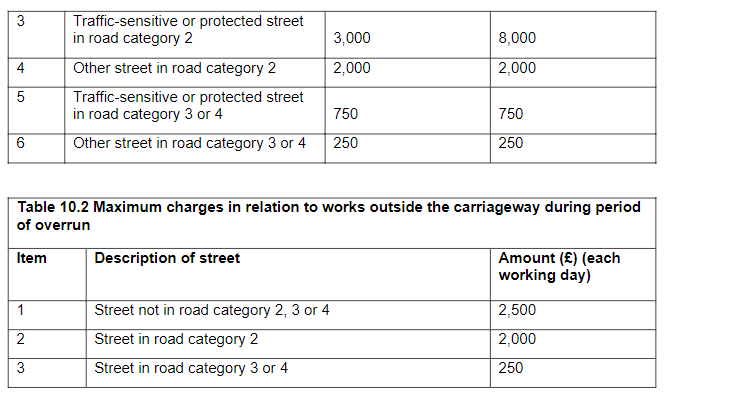 3 Traffic-sensitive or protected street
in road category 2 3,000 8,000
4 Other street in road category 2 2,000 2,000
5 Traffic-sensitive or protected street
in road category 3 or 4 750 750
6 Other street in road category 3 or 4 250 250
Table 10.2 Maximum charges in relation to works outside the carriageway during period
of overrun
Item Description of street Amount (£) (each
working day)
1 Street not in road category 2, 3 or 4 2,500
2 Street in road category 2 2,000
3 Street in road category 3 or 4 250